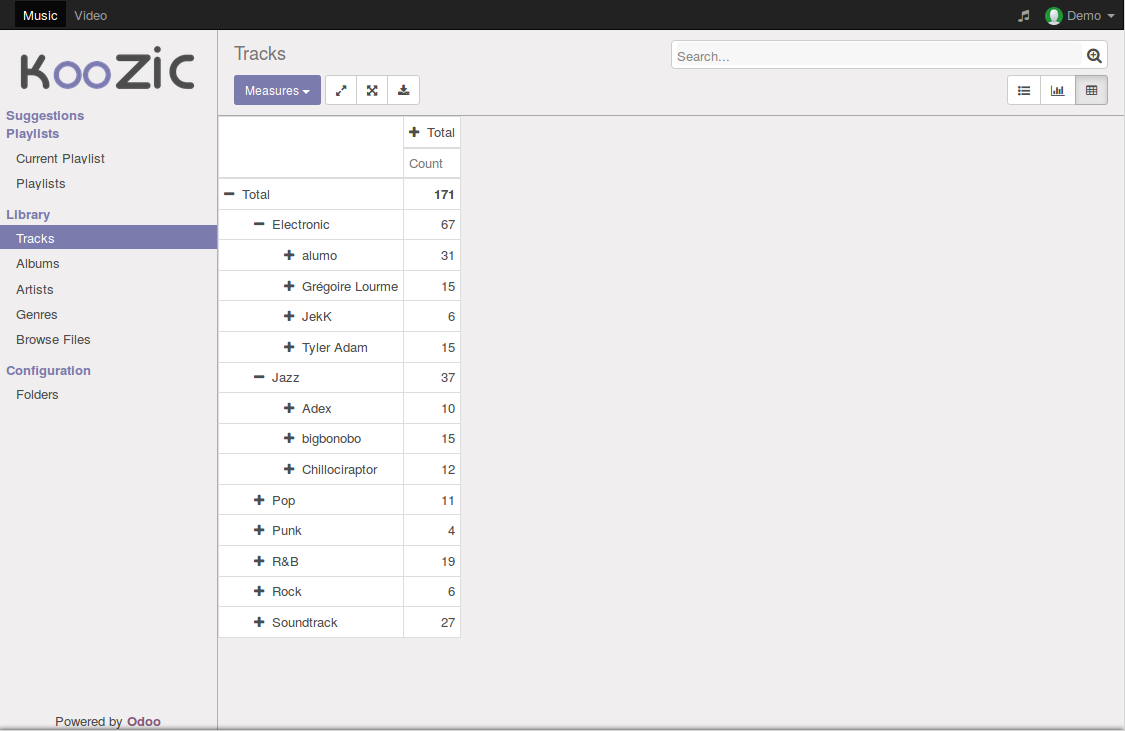 Music Video Demo
KooZic
Suggestions
Playlists
Current Playlist
Playlists
Library
Tracks
Albums
Artists
Genres
Browse Files
Configuration
Folders
Powered by Odoo
Tracks
Search...
Measures
Total
Count
Total 171
Electronic 67
alumo 31
Grégoire Lourme 15
JekK 6
Tyler Adam 15
Jazz 37
Adex 10
bigbonobo 15
Chillociraptor 12
Pop 11
Punk 4
R&B 19
Rock 6
Soundtrack 27